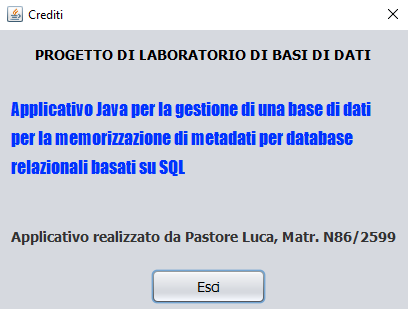 Crediti
PROGETTO DI LABORATORIO DI BASI DI DATI
Applicativo Java per la gestione di una base di dati
per la memorizzazione di metadati per database
relazionali basati su SQL
Applicativo realizzato da Pastore Luca, Matr. N86/2599
Esci